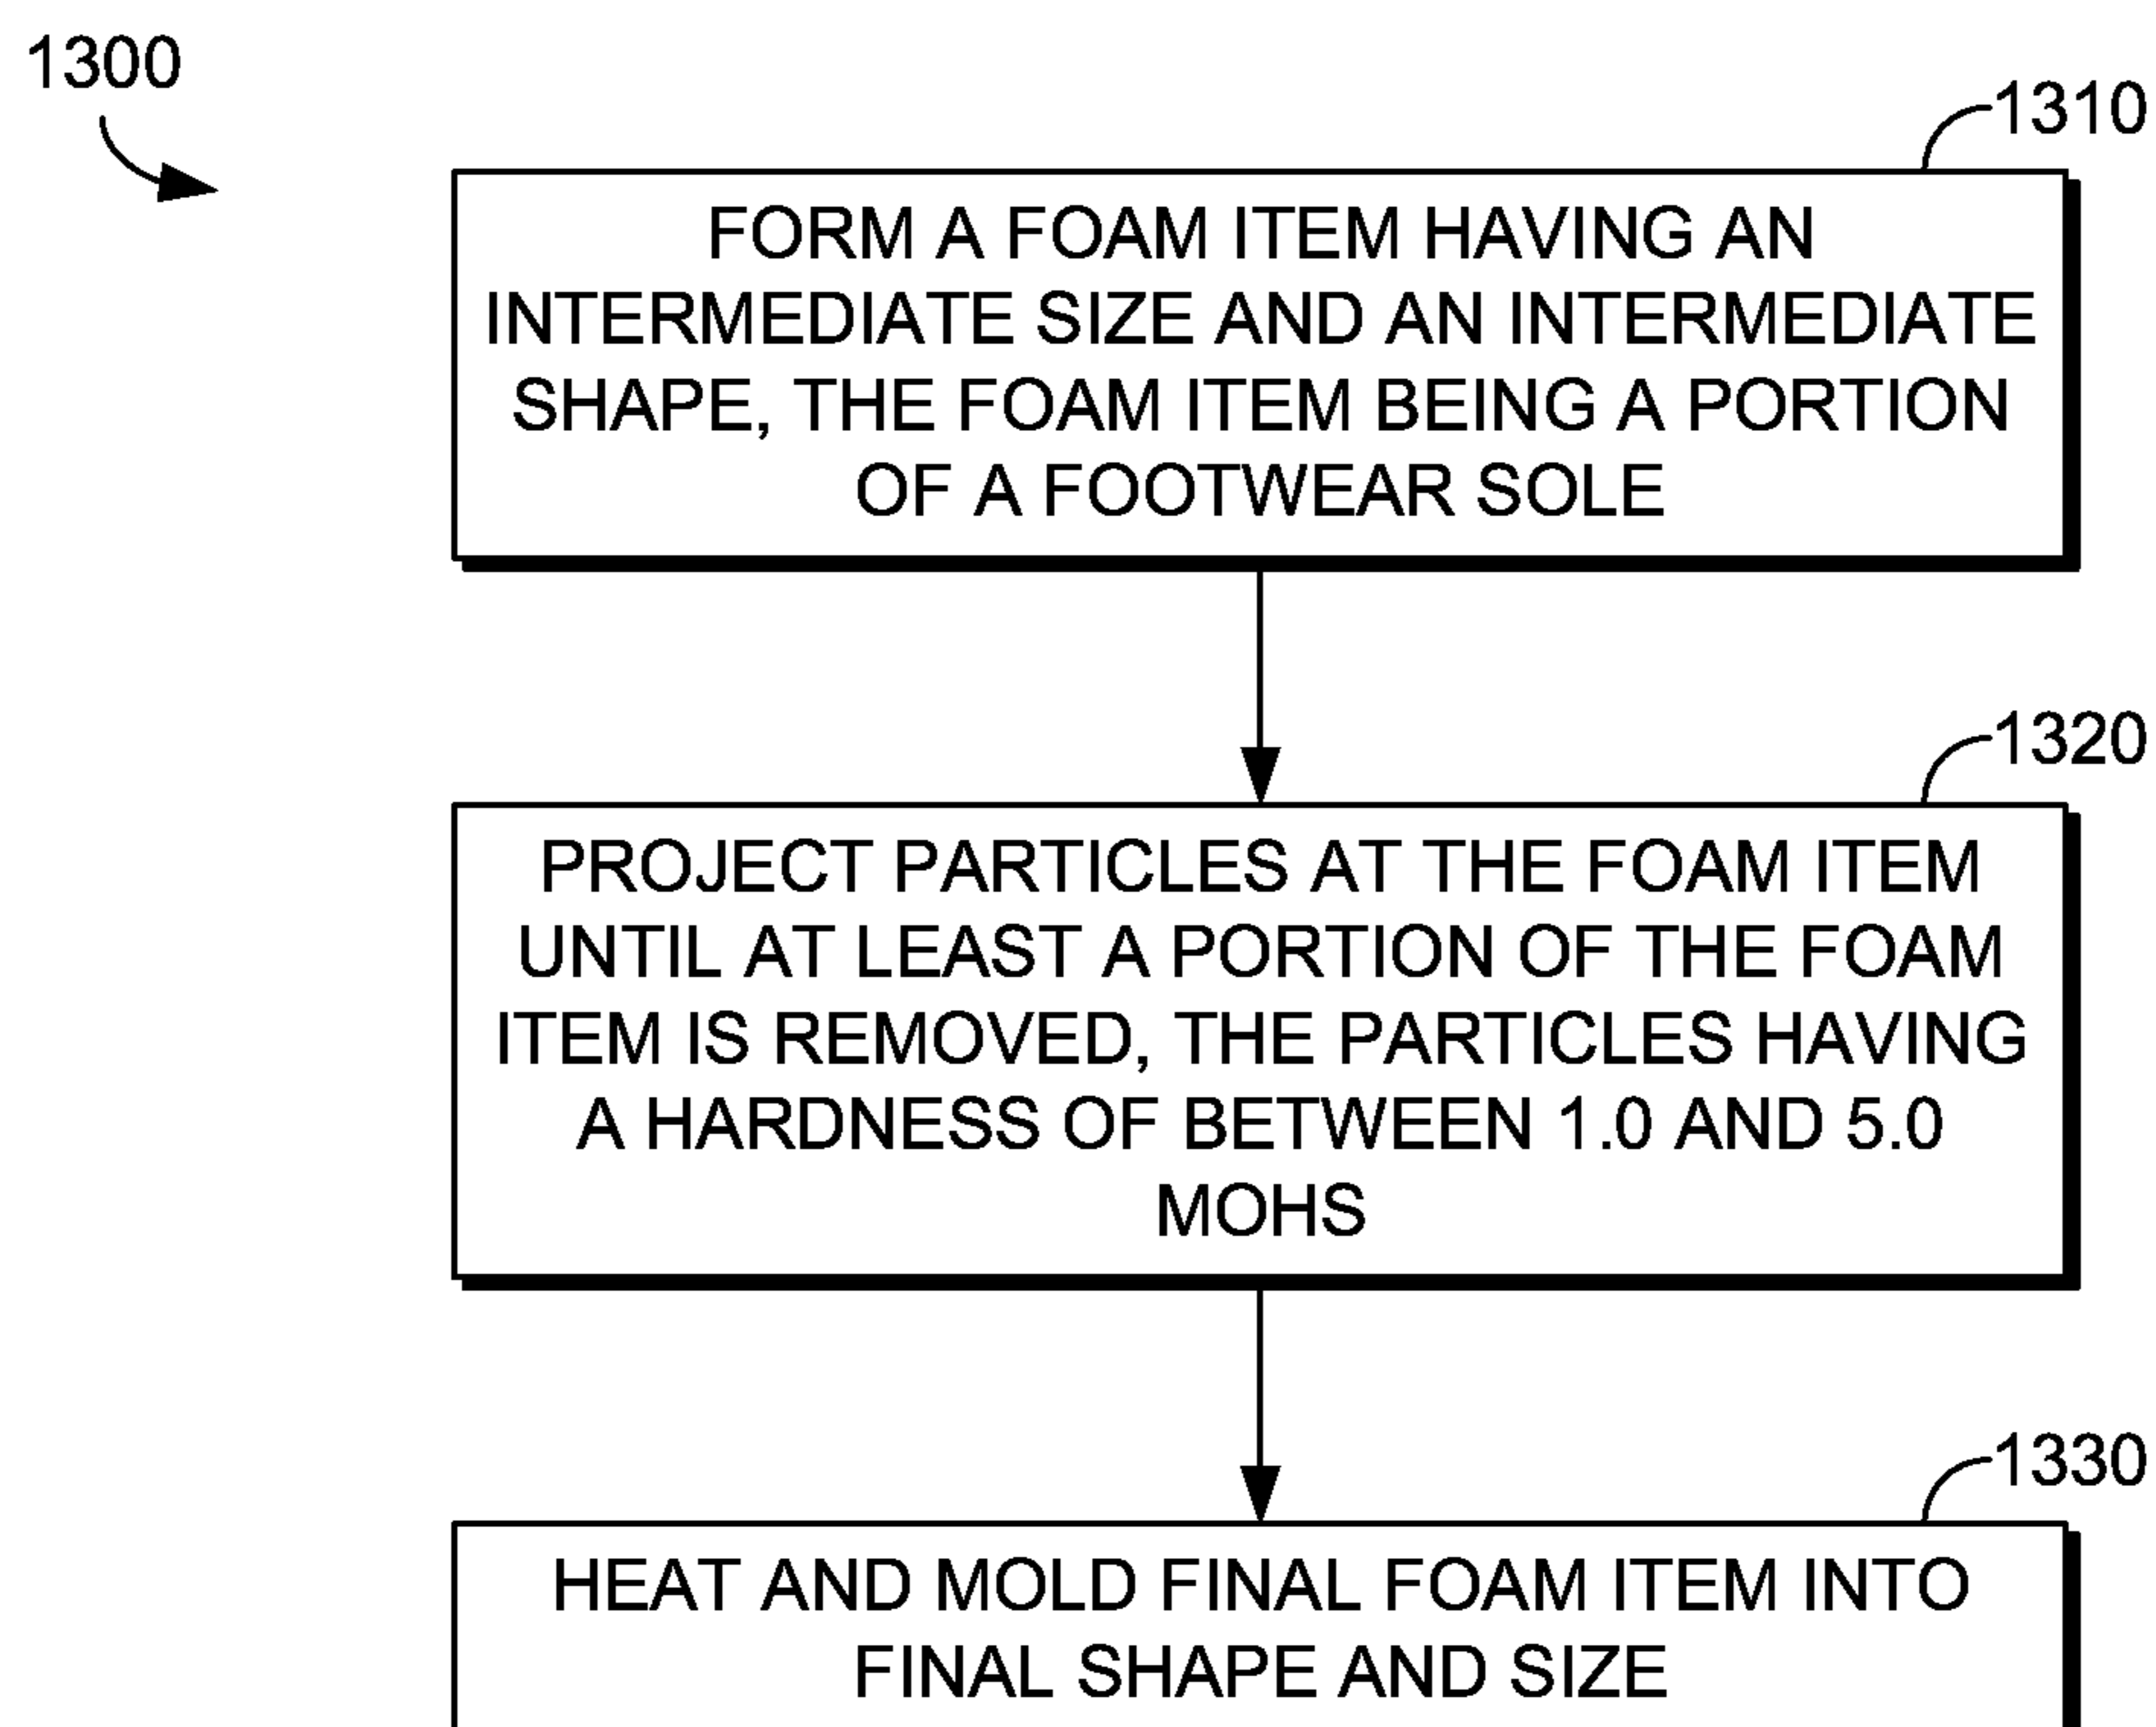 1300
1310
FORM A FOAM ITEM HAVING AN
INTERMEDIATE SIZE AND AN INTERMEDIATE
SHAPE, THE FOAM ITEM BEING A PORTION
OF A FOOTWEAR SOLE
1320
PROJECT PARTICLES AT THE FOAM ITEM
UNTIL AT LEAST A PORTION OF THE FOAM
ITEM IS REMOVED, THE PARTICLES HAVING
A HARDNESS OF BETWEEN 1.0 AND 5.0
MOHS
1330
HEAT AND MOLD FINAL FOAM ITEM INTO
FINAL SHAPE AND SIZE